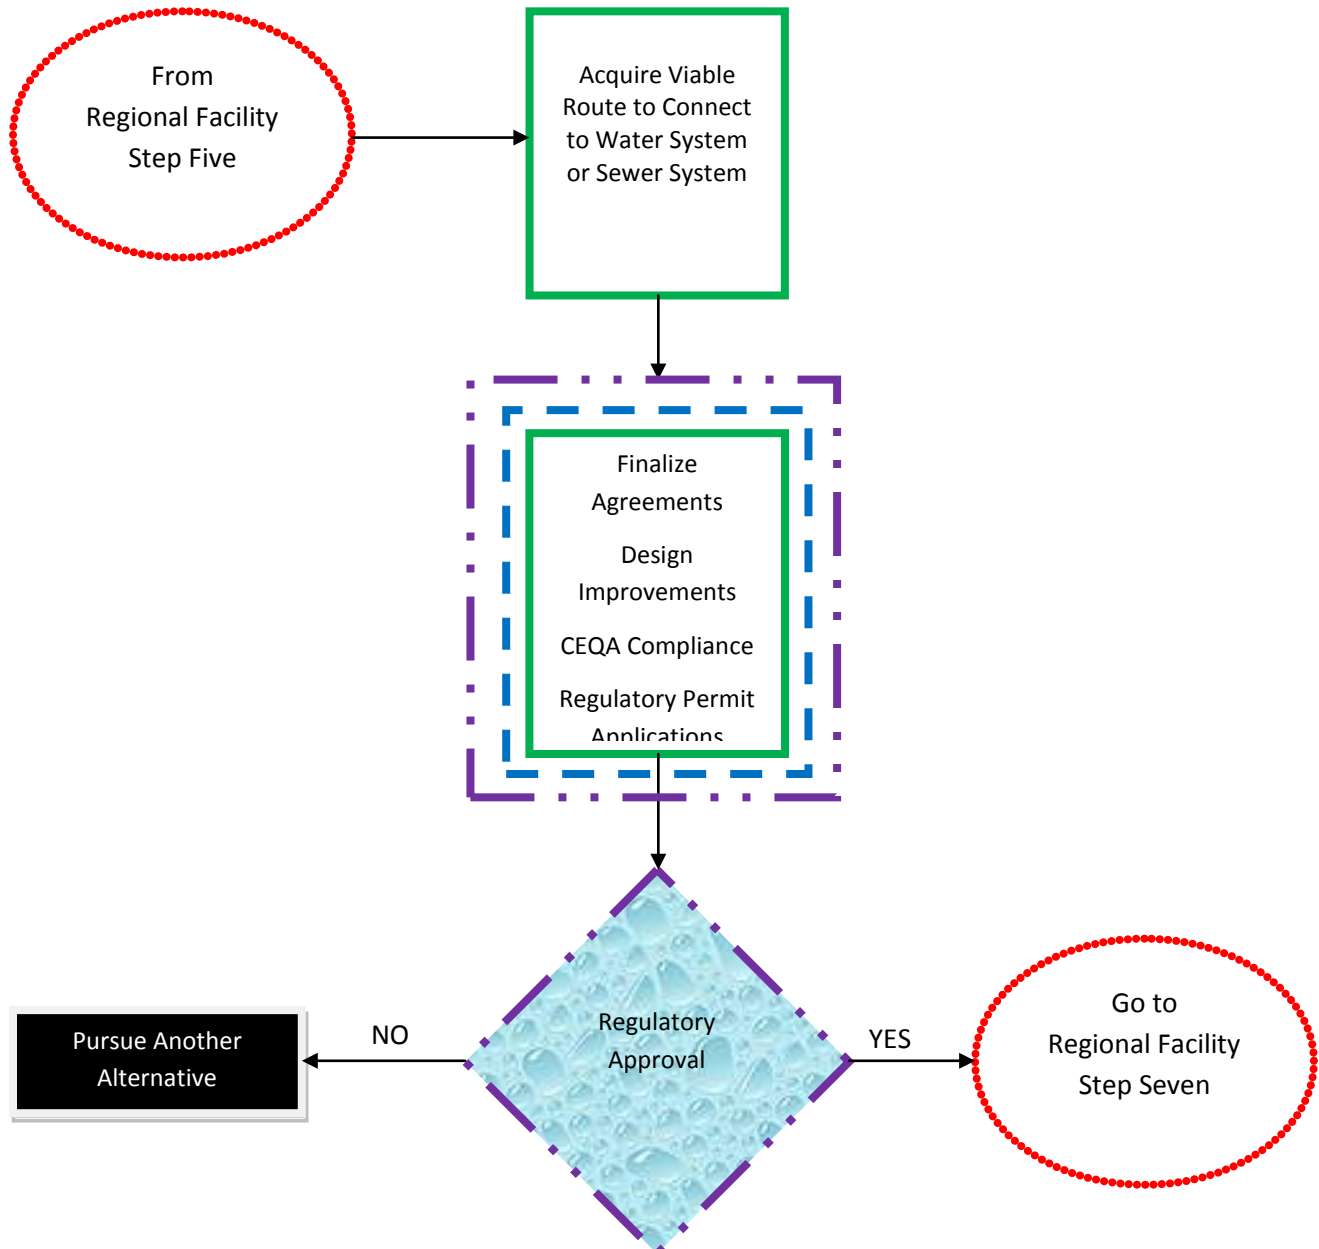 From
Regional Facility
Step Five
Acquire Viable
Route to Connect
to Water System
or Sewer System
Finalize
Agreements
Design
Improvements
CEQA Compliance
Regulatory Permit
Applications
Regulatory
Approval
NO
YES
Pursue Another
Alternative
Go to
Regional Facility
Step Seven